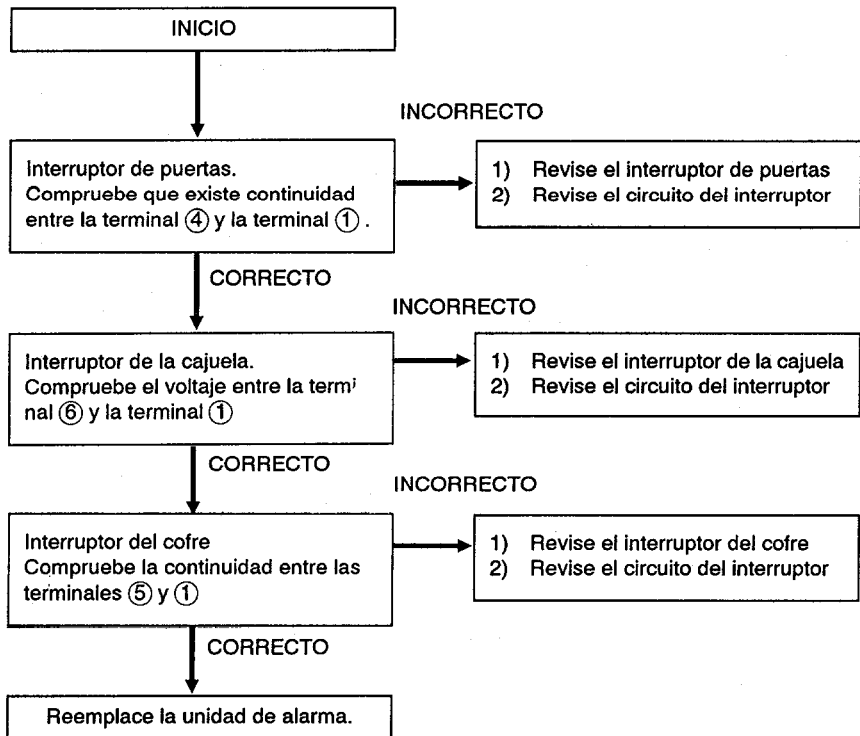 INICIO
INCORRECTO
Interruptor de puertas.
Compruebe que existe continuidad
entre la terminal ④ y la terminal ① .
1) Revise el interruptor de puertas
2) Revise el circuito del interruptor
CORRECTO
INCORRECTO
Interruptor de la cajuela.
Compruebe el voltaje entre la termi
nal ⑥ y la terminal ①
1) Revise el interruptor de la cajuela
2) Revise el circuito del interruptor
CORRECTO
INCORRECTO
Interruptor del cofre
Compruebe la continuidad entre las
terminales ⑤ y ①
1) Revise el interruptor del cofre
2) Revise el circuito del interruptor
CORRECTO
Reemplace la unidad de alarma.